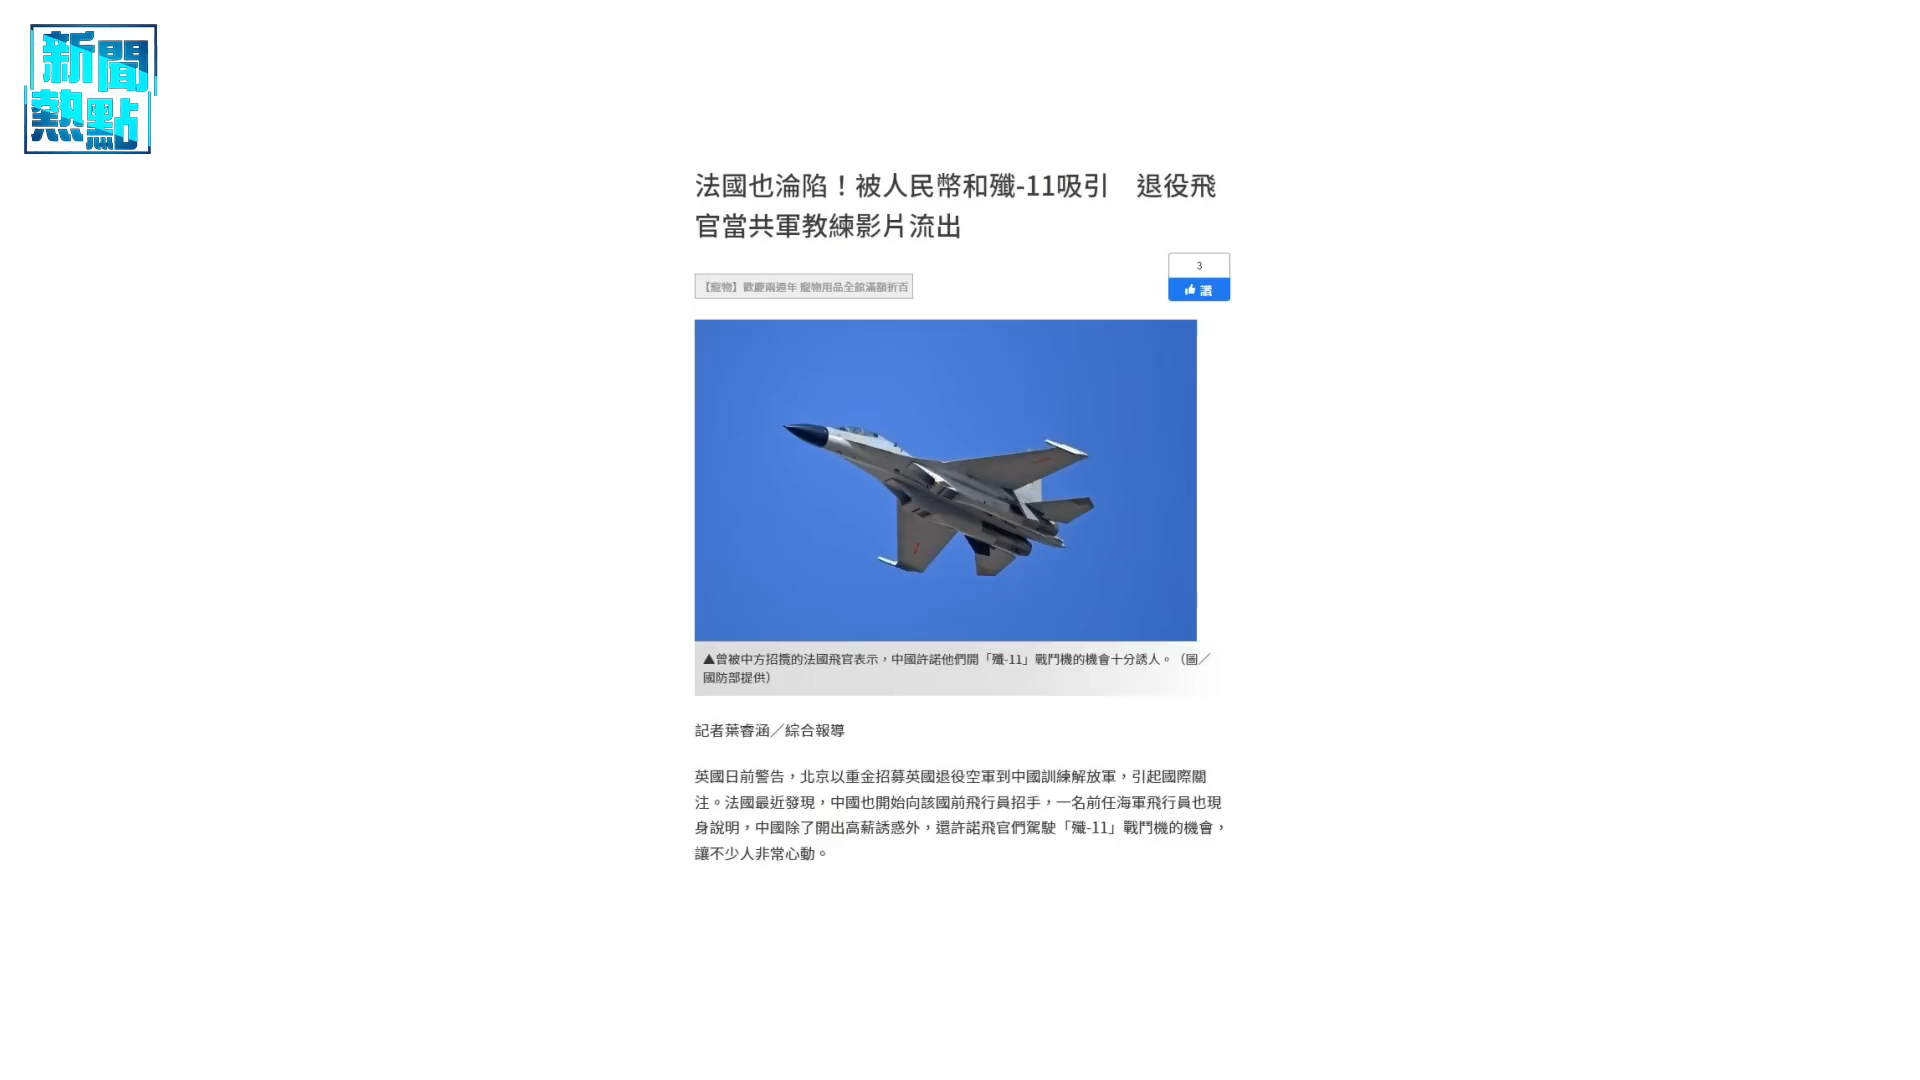 新聞
熱點
法國也淪陷！被人民幣和殲-11吸引　退役飛
官當共軍教練影片流出
3
讚
【寵物】歡慶兩週年 寵物用品全館滿額折百
▲曾被中方招攬的法國飛官表示，中國許諾他們開「殲-11」戰鬥機的機會十分誘人。（圖／
國防部提供）
記者葉睿涵／綜合報導
英國日前警告，北京以重金招募英國退役空軍到中國訓練解放軍，引起國際關
注。法國最近發現，中國也開始向該國前飛行員招手，一名前任海軍飛行員也現
身說明，中國除了開出高薪誘惑外，還許諾飛官們駕駛「殲-11」戰鬥機的機會，
讓不少人非常心動。